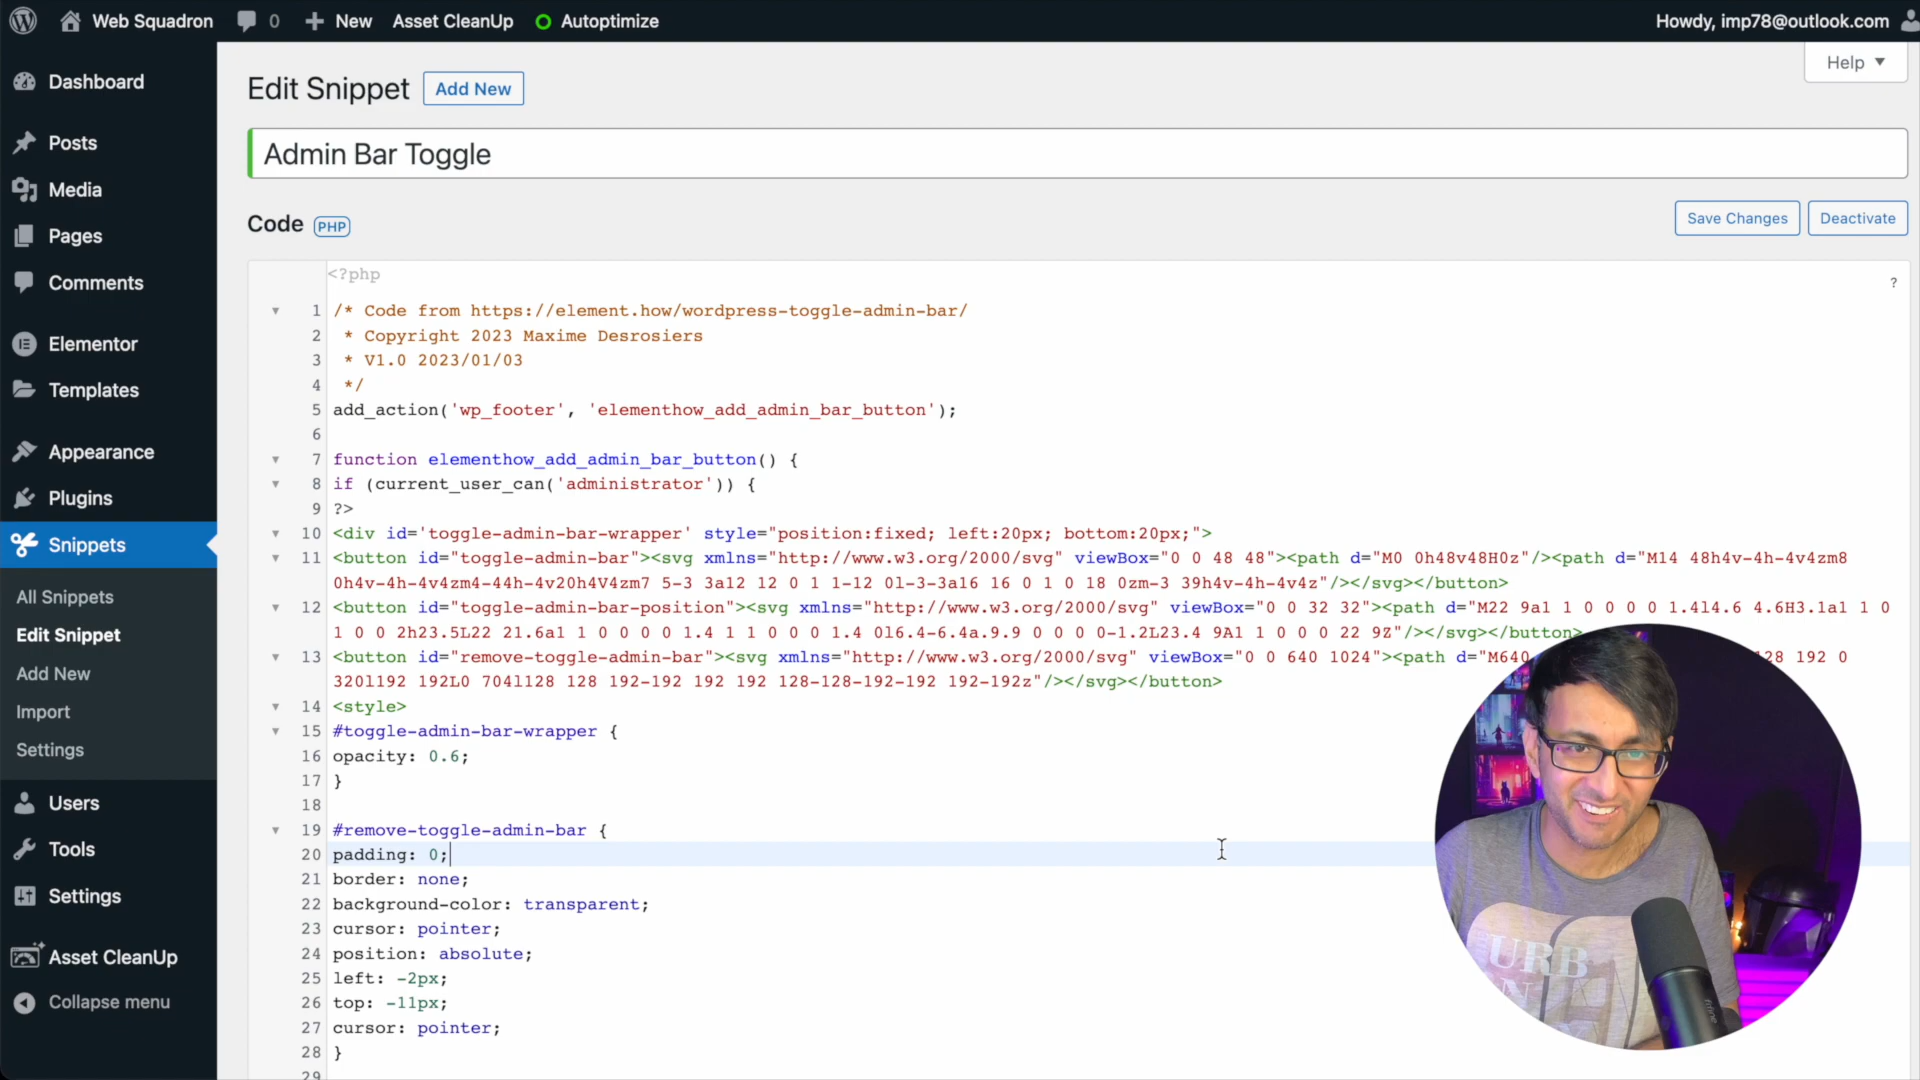 Web Squadron 0 + New Asset CleanUp Autoptimize Howdy, imp78@outlook.com
Help ▼
Dashboard
Posts
Media
Pages
Comments
Elementor
Templates
Appearance
Plugins
Snippets
All Snippets
Edit Snippet
Add New
Import
Settings
Users
Tools
Settings
Asset CleanUp
Collapse menu
Edit Snippet Add New
Admin Bar Toggle
Code PHP Save Changes Deactivate
<?php ?
1 /* Code from https://element.how/wordpress-toggle-admin-bar/
2 * Copyright 2023 Maxime Desrosiers
3 * V1.0 2023/01/03
4 */
5 add_action('wp_footer', 'elementhow_add_admin_bar_button');
6
7 function elementhow_add_admin_bar_button() {
8 if (current_user_can('administrator')) {
9 ?>
10 <div id='toggle-admin-bar-wrapper' style="position:fixed; left:20px; bottom:20px;">
11 <button id="toggle-admin-bar"><svg xmlns="http://www.w3.org/2000/svg" viewBox="0 0 48 48"><path d="M0 0h48v48H0z"/><path d="M14 48h4v-4h-4v4zm8
0h4v-4h-4v4zm4-44h-4v20h4V4zm7 5-3 3a12 12 0 1 1-12 0l-3-3a16 16 0 1 0 18 0zm-3 39h4v-4h-4v4z"/></svg></button>
12 <button id="toggle-admin-bar-position"><svg xmlns="http://www.w3.org/2000/svg" viewBox="0 0 32 32"><path d="M22 9a1 1 0 0 0 0 1.4l4.6 4.6H3.1a1 1 0
1 0 0 2h23.5L22 21.6a1 1 0 0 0 0 1.4 1 1 0 0 0 1.4 0l6.4-6.4a.9.9 0 0 0 0-1.2L23.4 9A1 1 0 0 0 22 9Z"/></svg></button>
13 <button id="remove-toggle-admin-bar"><svg xmlns="http://www.w3.org/2000/svg" viewBox="0 0 640 1024"><path d="M640 128 192 0
320l192 192L0 704l128 128 192-192 192 192 128-128-192-192 192-192z"/></svg></button>
14 <style>
15 #toggle-admin-bar-wrapper {
16 opacity: 0.6;
17 }
18
19 #remove-toggle-admin-bar {
20 padding: 0;
21 border: none;
22 background-color: transparent;
23 cursor: pointer;
24 position: absolute;
25 left: -2px;
26 top: -11px;
27 cursor: pointer;
28 }
29
URB